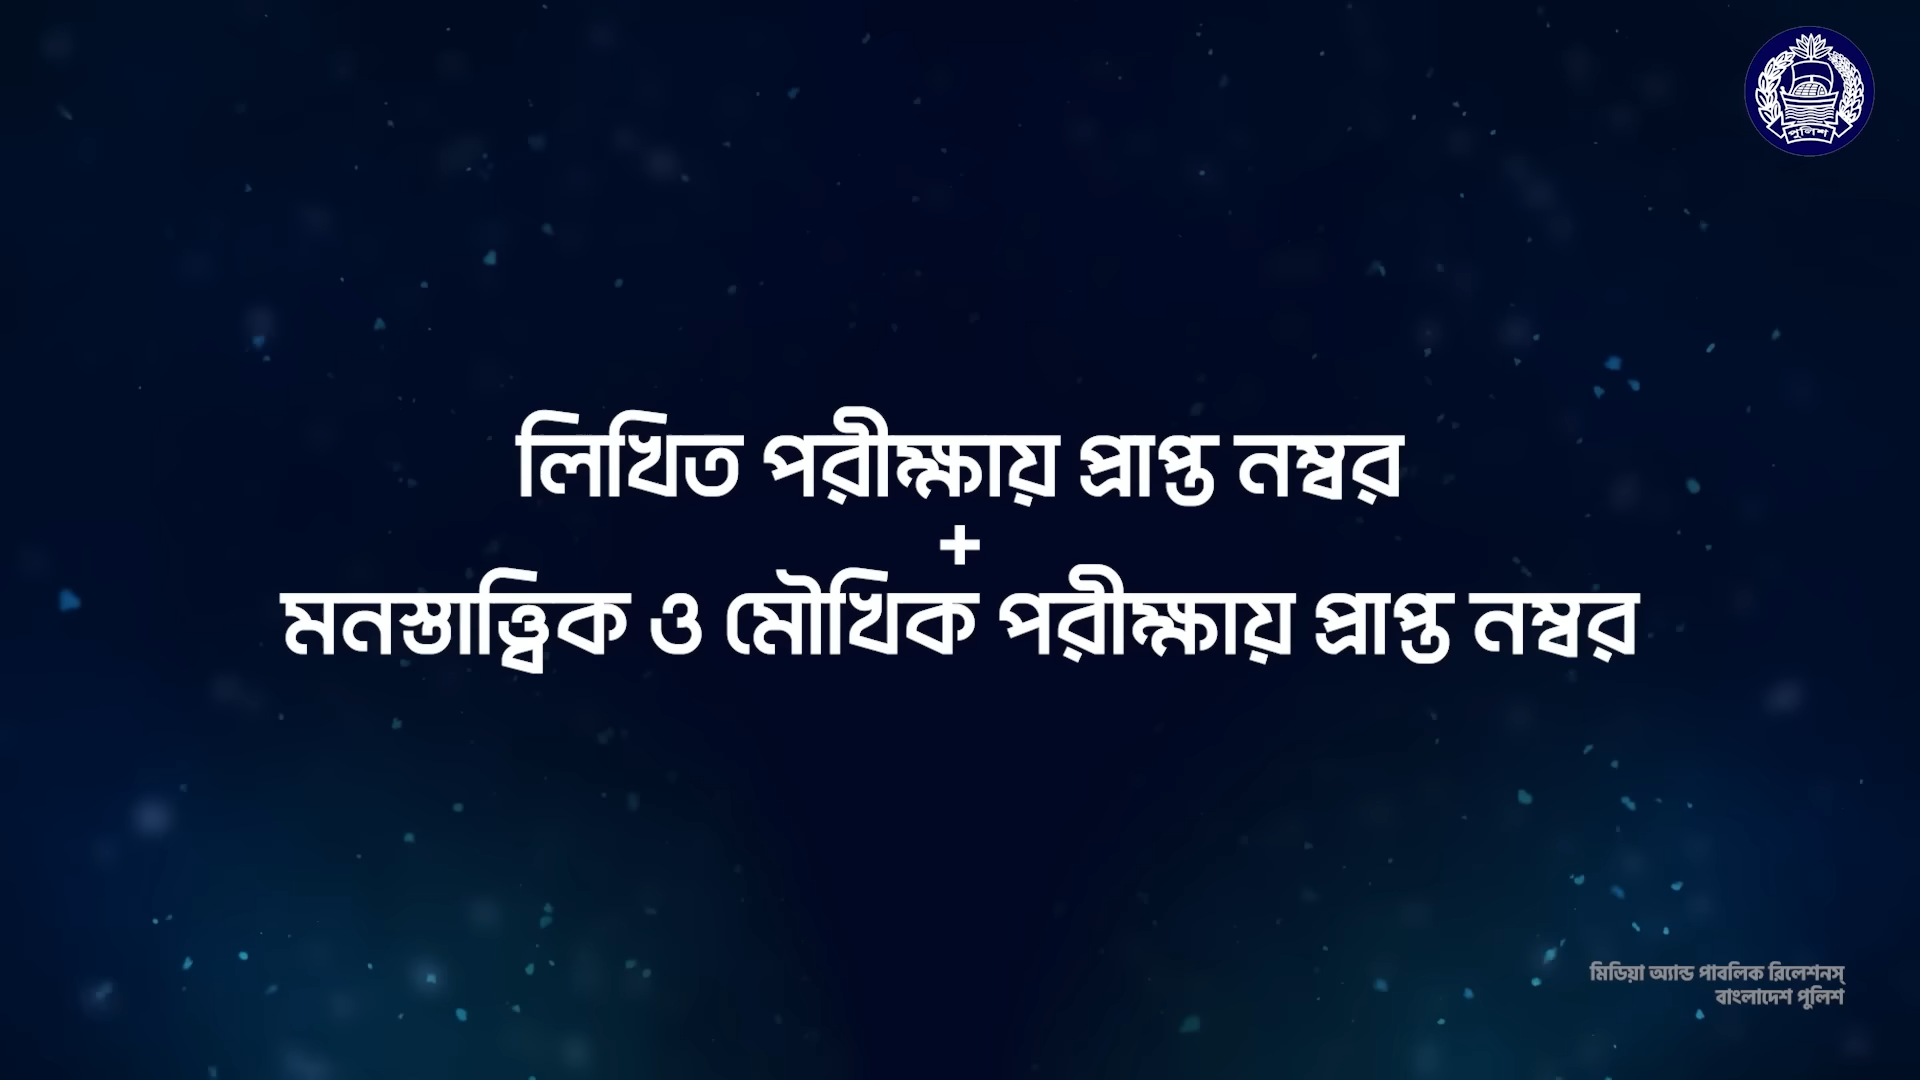 পুলিশ
লিখিত পরীক্ষায় প্রাপ্ত নম্বর
+
মনস্তাত্ত্বিক ও মৌখিক পরীক্ষায় প্রাপ্ত নম্বর
মিডিয়া অ্যান্ড পাবলিক রিলেশনস্
বাংলাদেশ পুলিশ